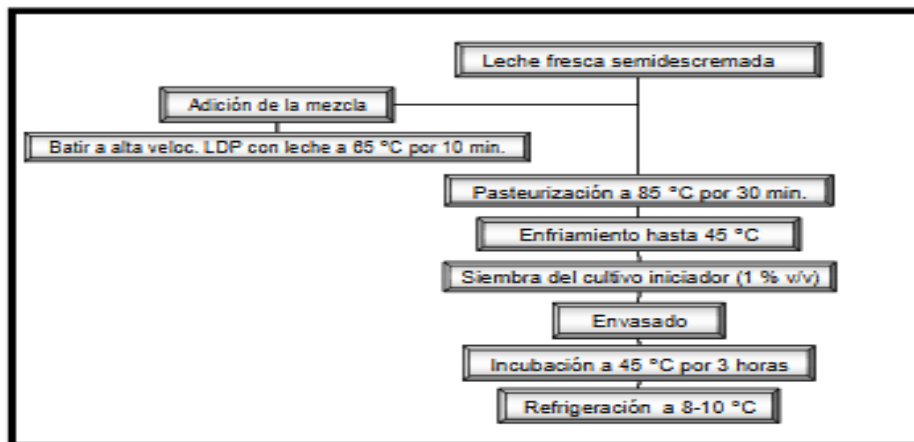 Leche fresca semidescremada
Adición de la mezcla
Batir a alta veloc. LDP con leche a 65 °C por 10 min.
Pasteurización a 85 °C por 30 min.
Enfriamiento hasta 45 °C
Siembra del cultivo iniciador (1 % v/v)
Envasado
Incubación a 45 °C por 3 horas
Refrigeración a 8-10 °C